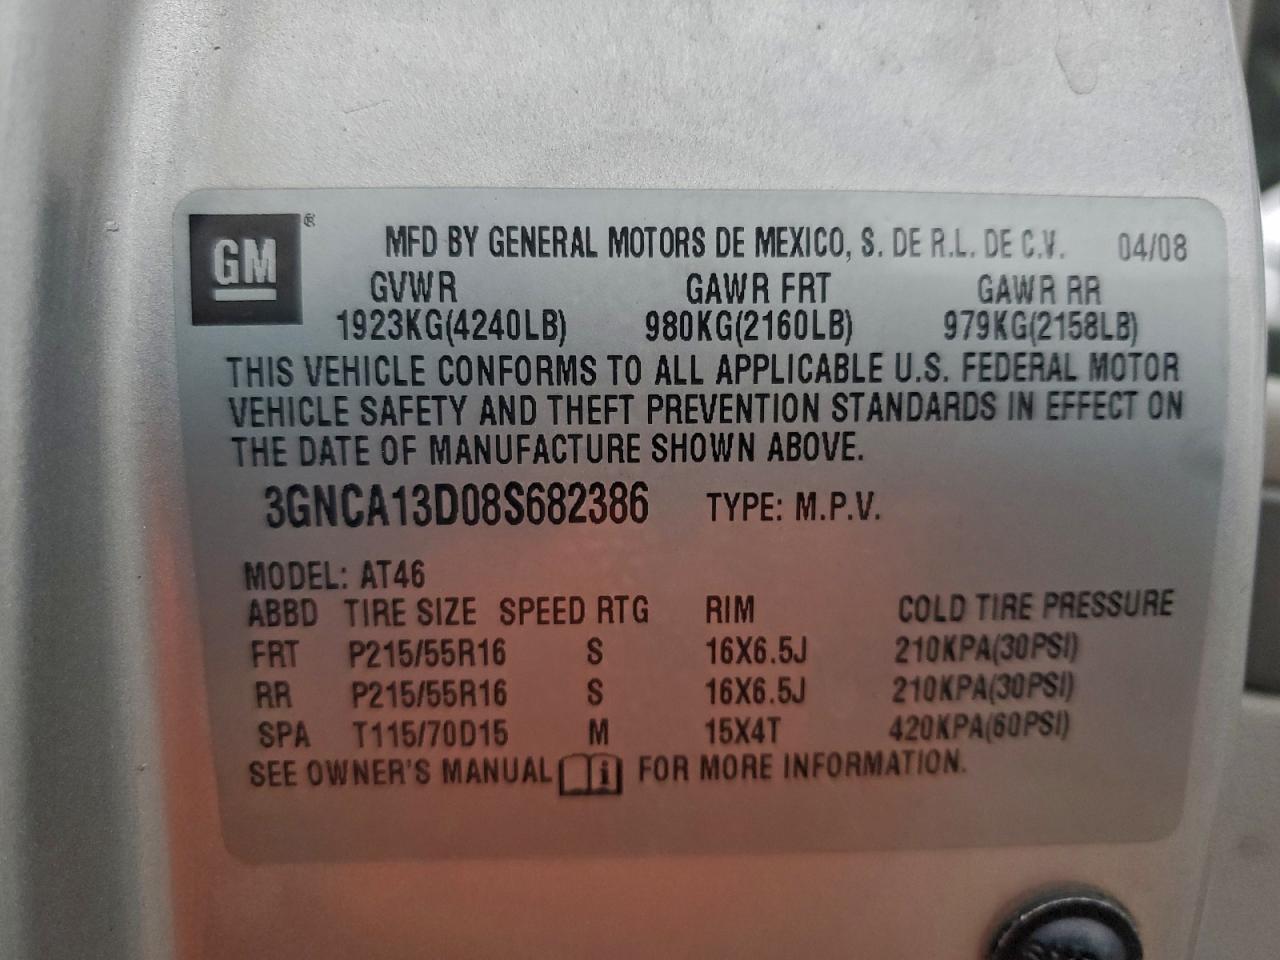 GM ®
MFD BY GENERAL MOTORS DE MEXICO, S. DE R.L. DE C.V. 04/08
GVWR GAWR FRT GAWR RR
1923KG(4240LB) 980KG(2160LB) 979KG(2158LB)
THIS VEHICLE CONFORMS TO ALL APPLICABLE U.S. FEDERAL MOTOR
VEHICLE SAFETY AND THEFT PREVENTION STANDARDS IN EFFECT ON
THE DATE OF MANUFACTURE SHOWN ABOVE.
3GNCA13D08S682386 TYPE: M.P.V.
MODEL: AT46
ABBD TIRE SIZE SPEED RTG RIM COLD TIRE PRESSURE
FRT P215/55R16 S 16X6.5J 210KPA(30PSI)
RR P215/55R16 S 16X6.5J 210KPA(30PSI)
SPA T115/70D15 M 15X4T 420KPA(60PSI)
SEE OWNER'S MANUAL i FOR MORE INFORMATION.